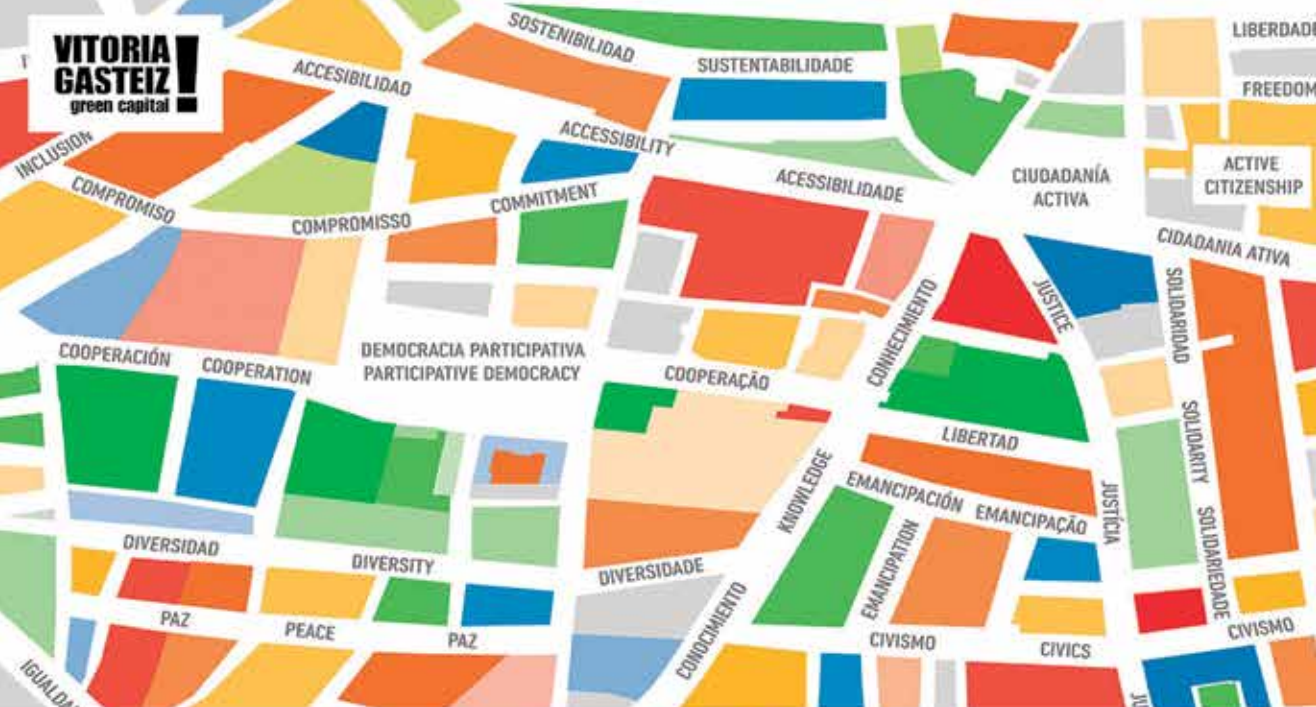 VITORIA
GASTEIZ!
green capital
SOSTENIBILIDAD
SUSTENTABILIDADE
LIBERDADE
FREEDOM
ACCESIBILIDAD
ACCESSIBILITY
ACESSIBILIDADE
CIUDADANÍA
ACTIVA
ACTIVE
CITIZENSHIP
INCLUSION
COMPROMISO
COMPROMISSO
COMMITMENT
CIDADANIA ATIVA
JUSTICE
SOLIDARIDAD
CONHECIMIENTO
COOPERACIÓN
COOPERATION
DEMOCRACIA PARTICIPATIVA
PARTICIPATIVE DEMOCRACY
COOPERAÇÃO
LIBERTAD
SOLIDARITY
KNOWLEDGE
EMANCIPACIÓN
EMANCIPAÇÃO
JUSTÍCIA
SOLIDARIEDADE
DIVERSIDAD
DIVERSITY
DIVERSIDADE
EMANCIPATION
PAZ
PEACE
PAZ
CONOCIMIENTO
CIVISMO
CIVICS
CIVISMO